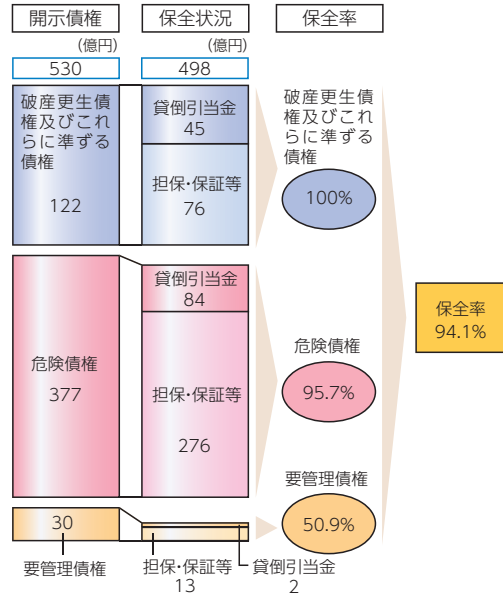 開示債権
保全状況
保全率
(億円)
(億円)
530
498
破産更生債
権及びこれ
らに準ずる
債権
122
貸倒引当金
45
担保・保証等
76
破産更生債
権及びこれ
らに準ずる
債権
100%
危険債権
377
貸倒引当金
84
担保・保証等
276
危険債権
95.7%
保全率
94.1%
要管理債権
50.9%
30
要管理債権
担保・保証等
13
貸倒引当金
2